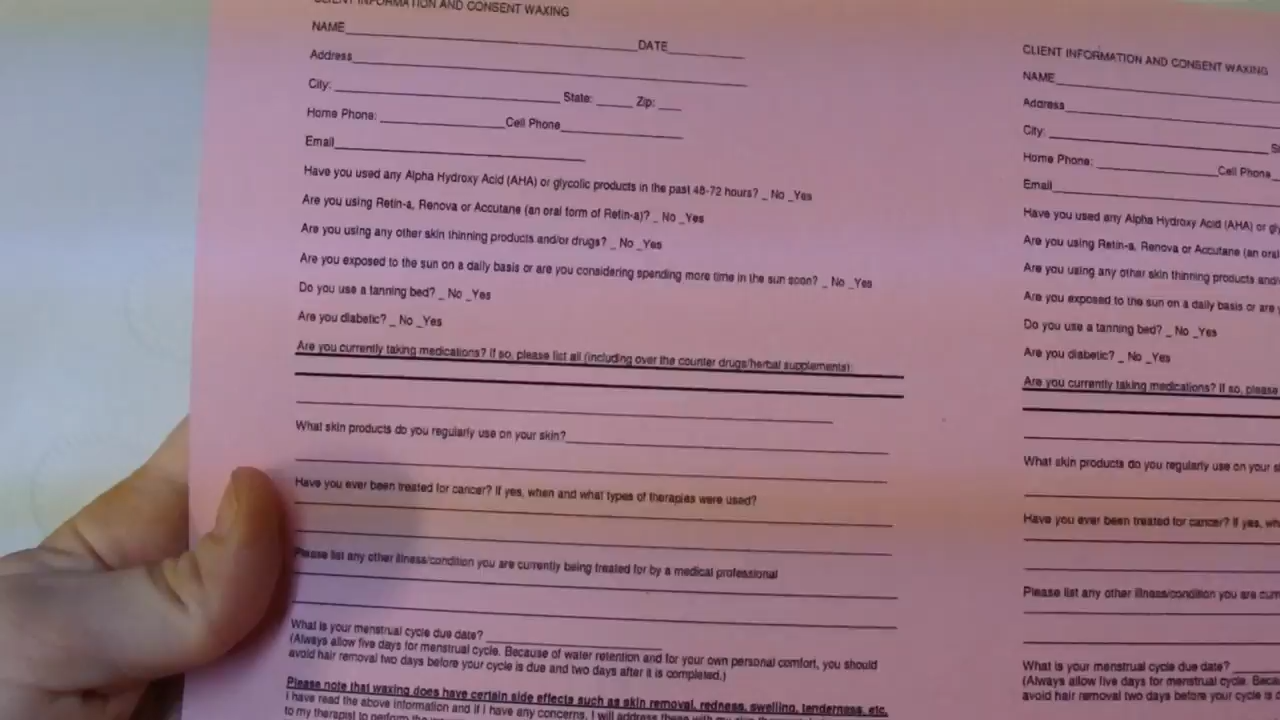 CLIENT INFORMATION AND CONSENT WAXING
NAME DATE
Address
City: State: Zip:
Home Phone: Cell Phone
Email
Have you used any Alpha Hydroxy Acid (AHA) or glycolic products in the past 48-72 hours? _ No _Yes
Are you using Retin-a, Renova or Accutane (an oral form of Retin-a)? _ No _Yes
Are you using any other skin thinning products and/or drugs? _ No _Yes
Are you exposed to the sun on a daily basis or are you considering spending more time in the sun soon? _ No _Yes
Do you use a tanning bed? _ No _Yes
Are you diabetic? _ No _Yes
Are you currently taking medications? If so, please list all (including over the counter drugs/herbal supplements):
What skin products do you regularly use on your skin?
Have you ever been treated for cancer? If yes, when and what types of therapies were used?
Please list any other illness/condition you are currently being treated for by a medical professional
What is your menstrual cycle due date?
(Always allow five days for menstrual cycle. Because of water retention and for your own personal comfort, you should
avoid hair removal two days before your cycle is due and two days after it is completed.)
Please note that waxing does have certain side effects such as skin removal, redness, swelling, tenderness, etc.
I have read the above information and if I have any concerns, I will address these with my
to my therapist to perform the
CLIENT INFORMATION AND CONSENT WAXING
NAME
Address
City:
Home Phone: Cell Phone
Email
Have you used any Alpha Hydroxy Acid (AHA) or
Are you using Retin-a, Renova or Accutane (an oral
Are you using any other skin thinning products and/
Are you exposed to the sun on a daily basis or are
Do you use a tanning bed? _ No _Yes
Are you diabetic? _ No _Yes
Are you currently taking medications? If so, please
What skin products do you regularly use on your
Have you ever been treated for cancer? If yes,
Please list any other illness/condition you are
What is your menstrual cycle due date?
(Always allow five days for menstrual cycle.
avoid hair removal two days before your cycle is